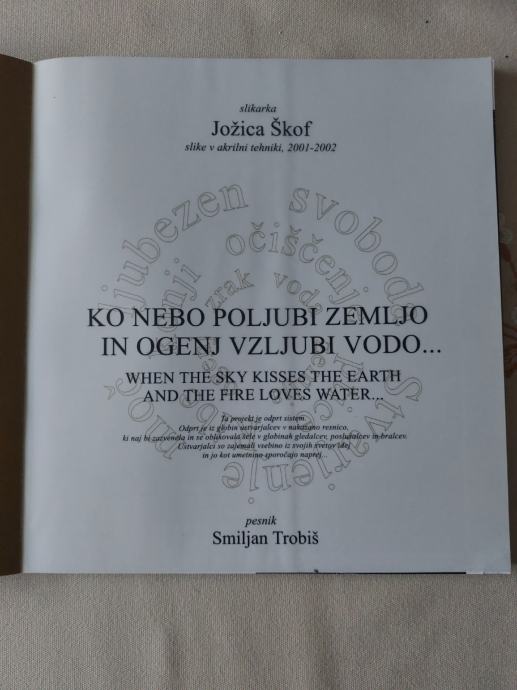 slikarka
Jožica Škof
slike v akrilni tehniki, 2001-2002
ljubezen
svoboda
očiščenje
zrak
voda
KO NEBO POLJUBI ZEMLJO
IN OGENJ VZLJUBI VODO...
WHEN THE SKY KISSES THE EARTH
AND THE FIRE LOVES WATER...
Ta projekt je odprt sistem.
Odprt je iz globin ustvarjalcev v nakazano resnico,
ki naj bi zazvenela in se oblikovala šele v globinah gledalcev, poslušalcev in bralcev.
Ustvarjalci so zajemali vsebino iz svojih svetov idej
in jo kot umetnino sporočajo naprej...
stvarjenje
pesnik
Smiljan Trobiš